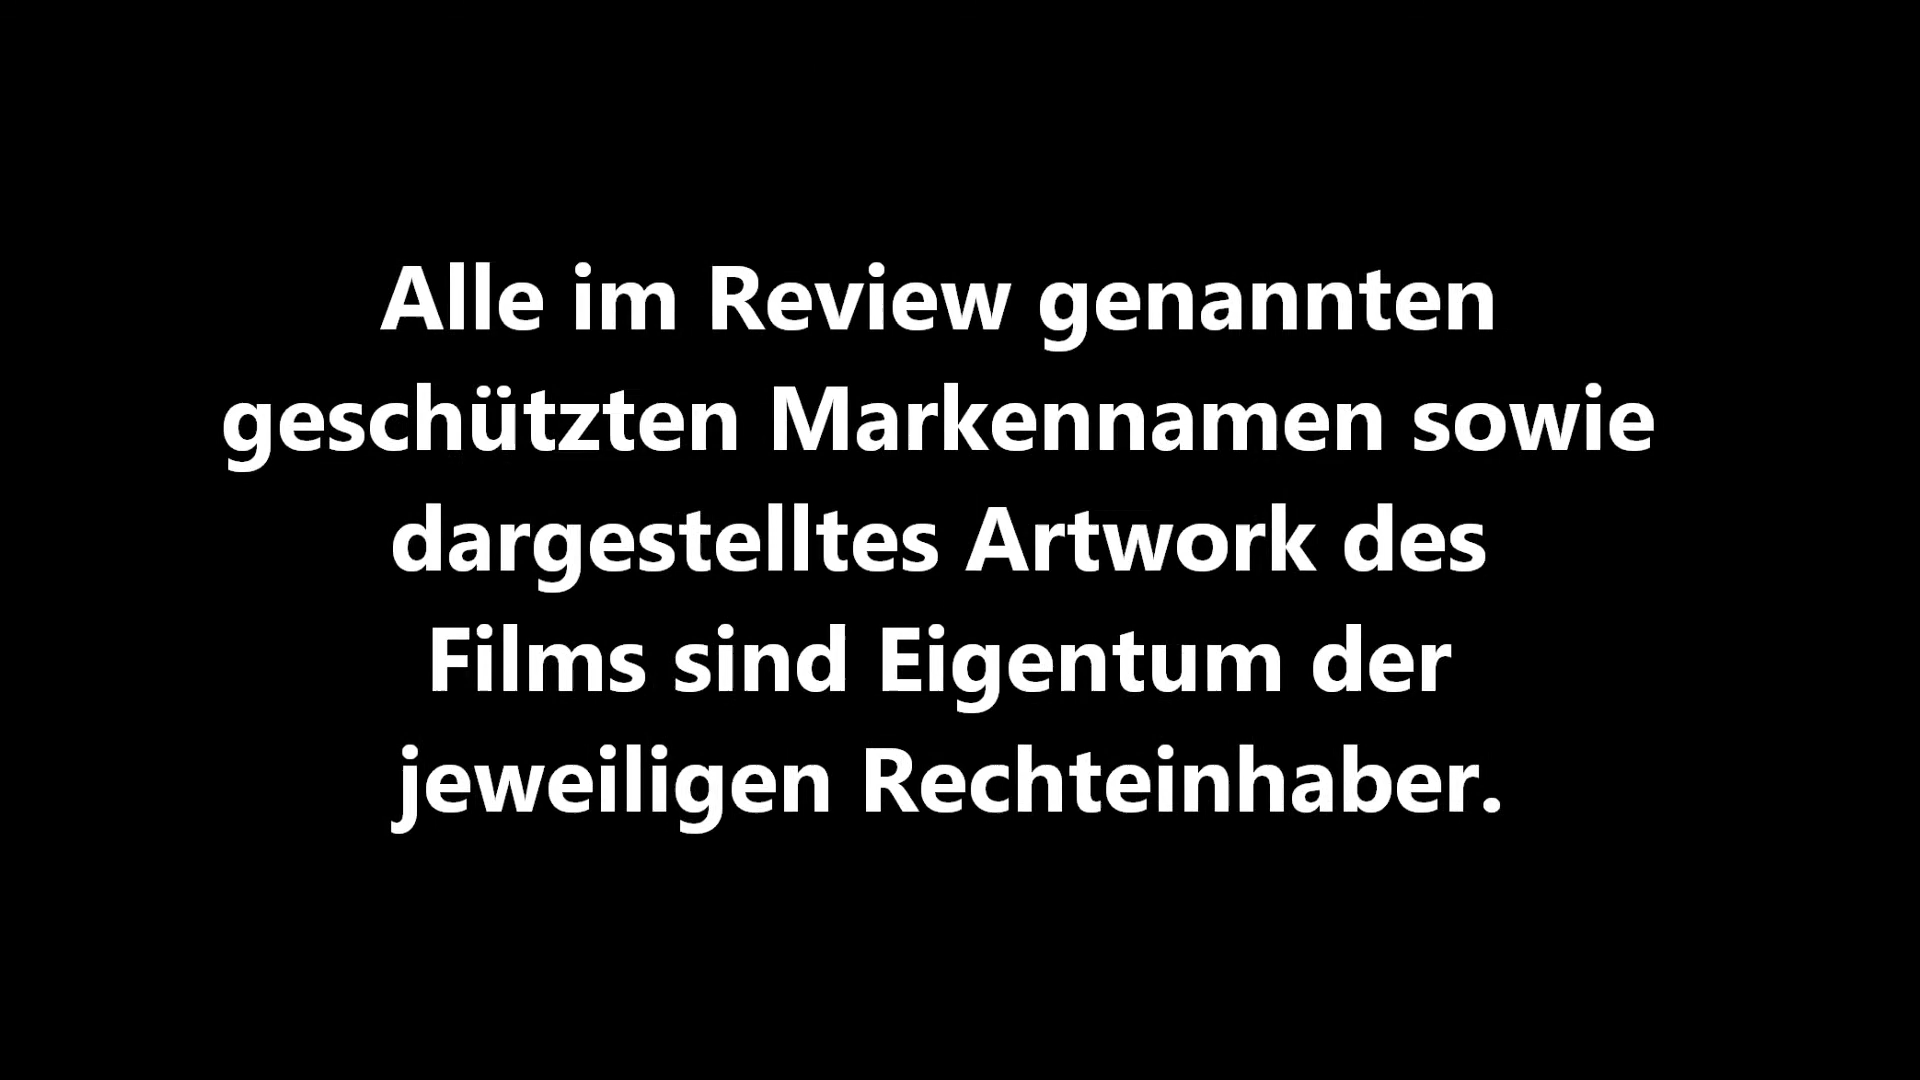 Alle im Review genannten
geschützten Markennamen sowie
dargestelltes Artwork des
Films sind Eigentum der
jeweiligen Rechteinhaber.